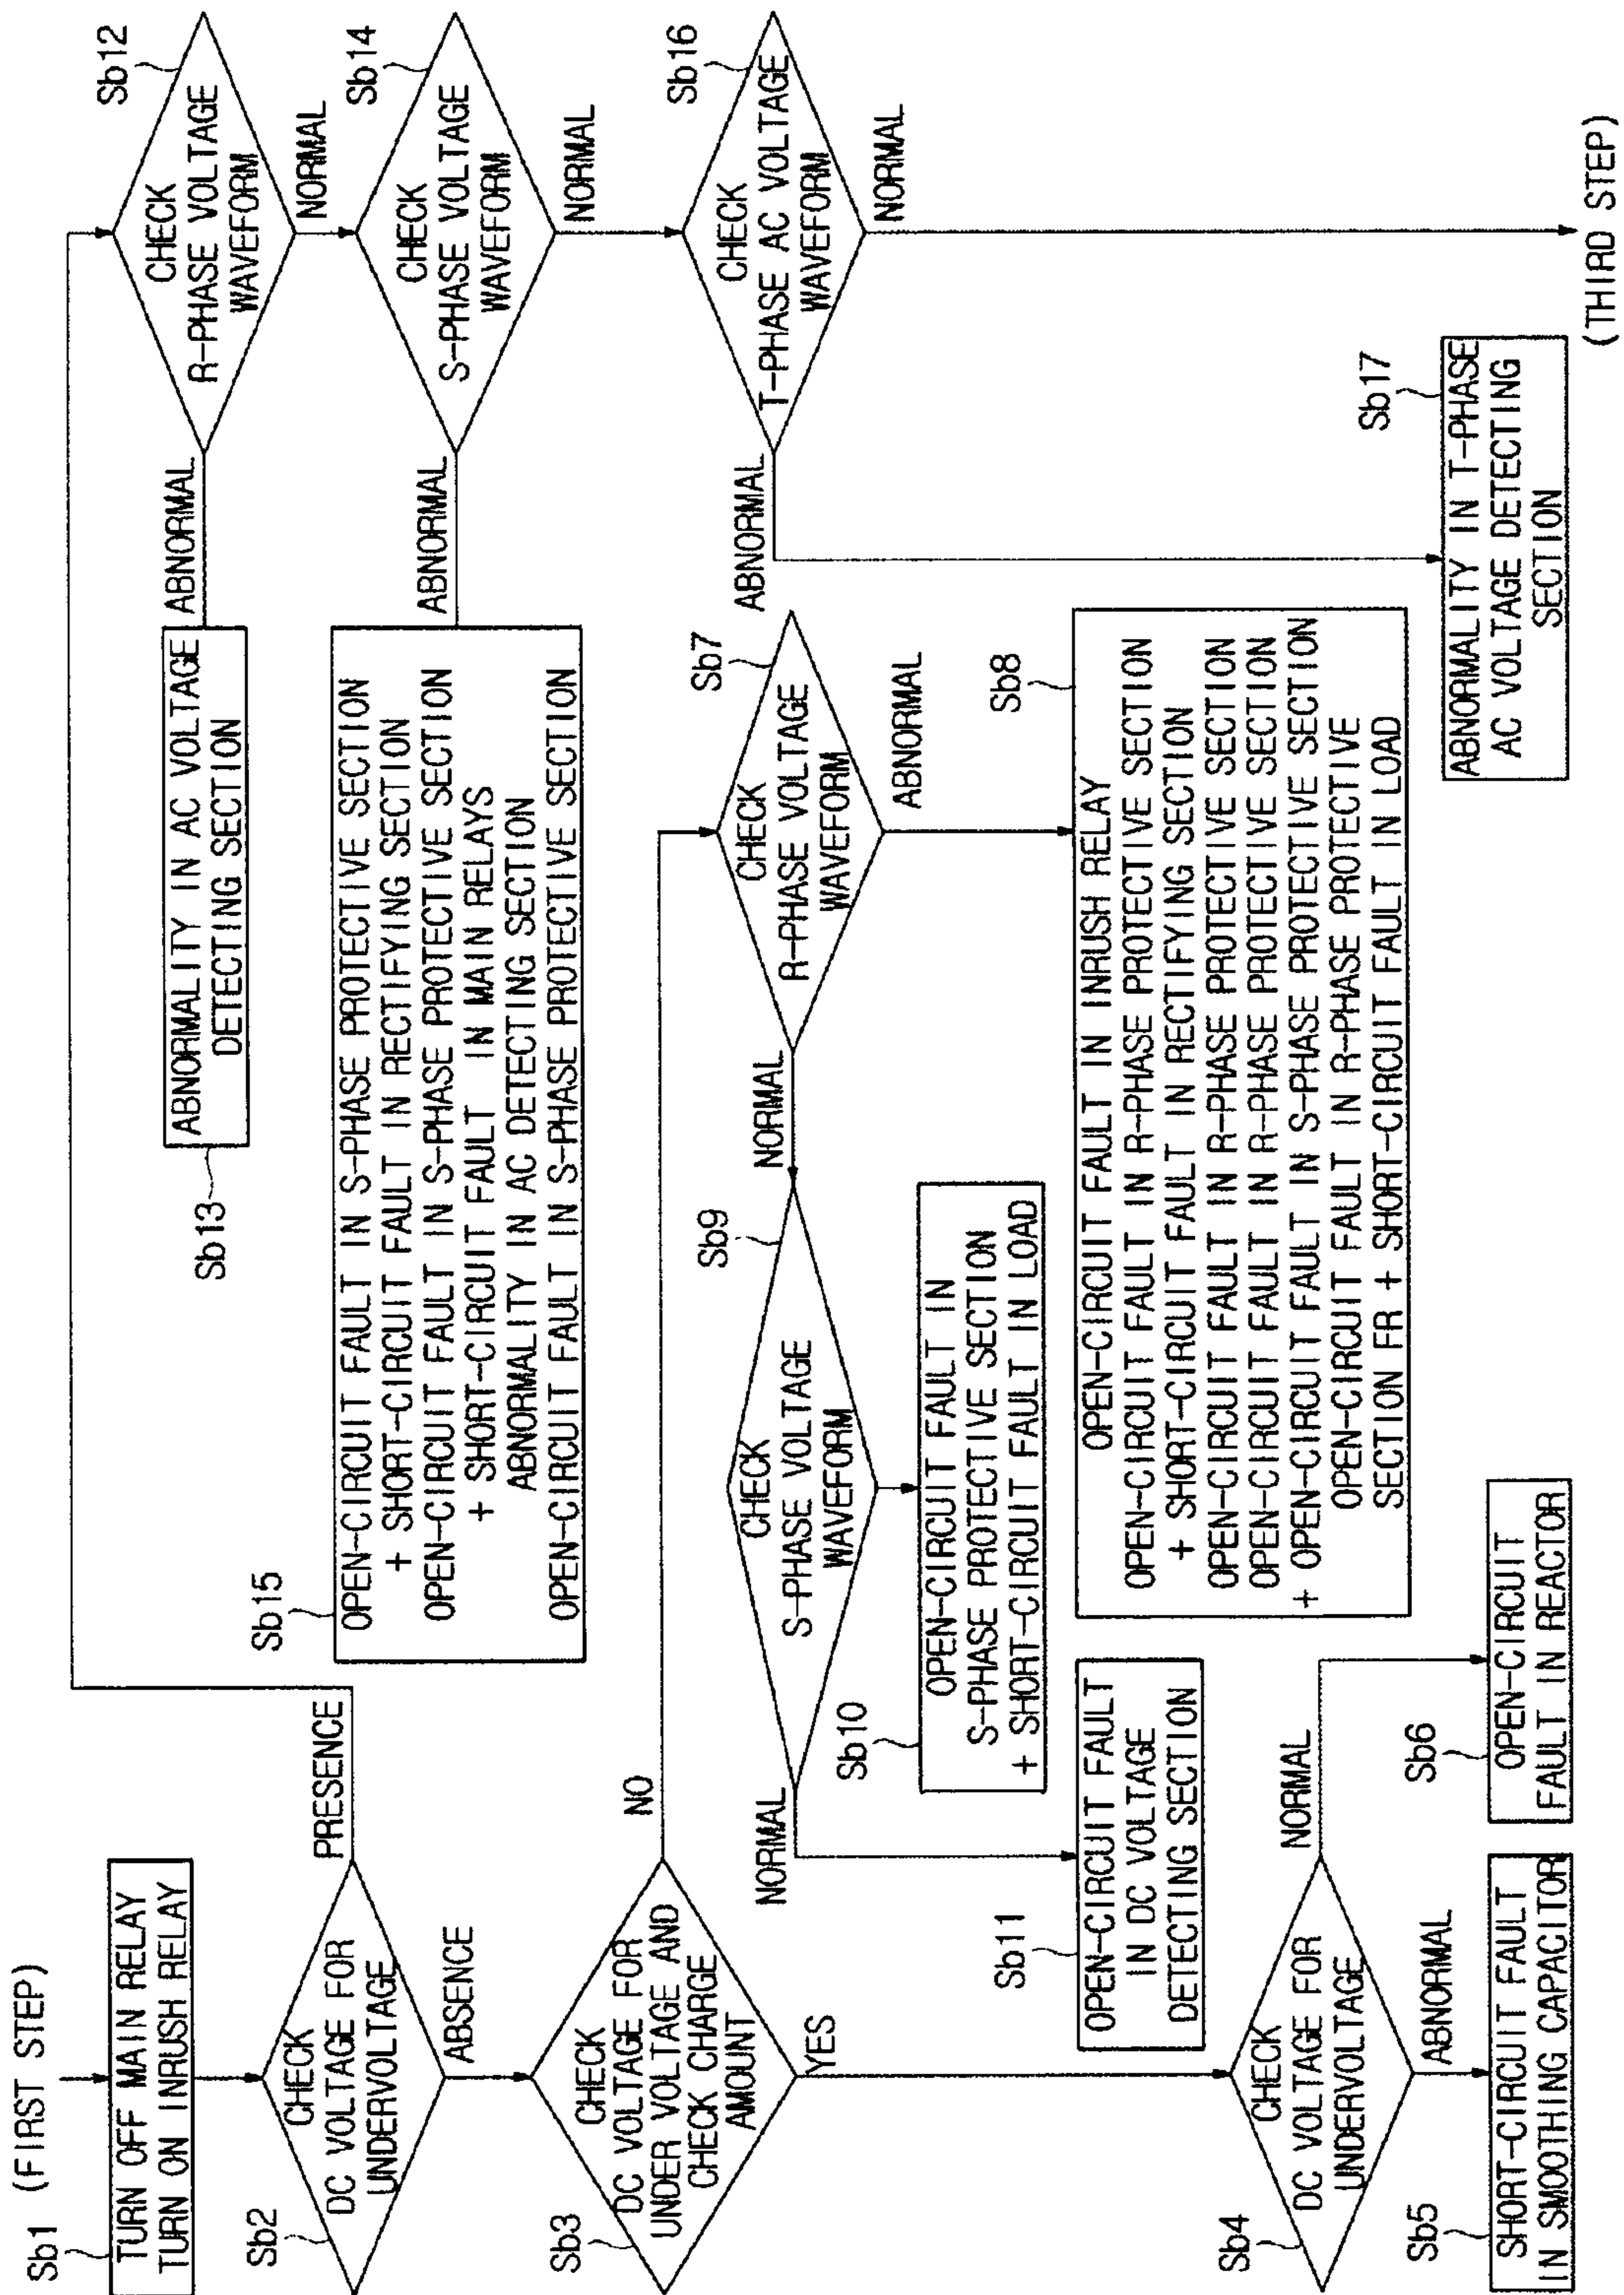 (FIRST STEP)
Sb1
TURN OFF MAIN RELAY
TURN ON INRUSH RELAY
Sb2
CHECK
DC VOLTAGE FOR
UNDERVOLTAGE
PRESENCE
ABSENCE
Sb3
CHECK
DC VOLTAGE FOR
UNDER VOLTAGE AND
CHECK CHARGE
AMOUNT
NO
YES
Sb4
CHECK
DC VOLTAGE FOR
UNDERVOLTAGE
NORMAL
ABNORMAL
Sb5
SHORT-CIRCUIT FAULT
IN SMOOTHING CAPACITOR
Sb6
OPEN-CIRCUIT
FAULT IN REACTOR
Sb7
CHECK
R-PHASE VOLTAGE
WAVEFORM
NORMAL
ABNORMAL
Sb8
OPEN-CIRCUIT FAULT IN INRUSH RELAY
OPEN-CIRCUIT FAULT IN R-PHASE PROTECTIVE SECTION
+ SHORT-CIRCUIT FAULT IN RECTIFYING SECTION
OPEN-CIRCUIT FAULT IN R-PHASE PROTECTIVE SECTION
OPEN-CIRCUIT FAULT IN R-PHASE PROTECTIVE SECTION
+ OPEN-CIRCUIT FAULT IN S-PHASE PROTECTIVE SECTION
OPEN-CIRCUIT FAULT IN R-PHASE PROTECTIVE
SECTION FR + SHORT-CIRCUIT FAULT IN LOAD
Sb9
CHECK
S-PHASE VOLTAGE
WAVEFORM
NORMAL
Sb10
OPEN-CIRCUIT FAULT IN
S-PHASE PROTECTIVE SECTION
+ SHORT-CIRCUIT FAULT IN LOAD
Sb11
OPEN-CIRCUIT FAULT
IN DC VOLTAGE
DETECTING SECTION
Sb12
CHECK
R-PHASE VOLTAGE
WAVEFORM
ABNORMAL
NORMAL
Sb13
ABNORMALITY IN AC VOLTAGE
DETECTING SECTION
Sb14
CHECK
S-PHASE VOLTAGE
WAVEFORM
ABNORMAL
NORMAL
Sb15
OPEN-CIRCUIT FAULT IN S-PHASE PROTECTIVE SECTION
+ SHORT-CIRCUIT FAULT IN RECTIFYING SECTION
OPEN-CIRCUIT FAULT IN S-PHASE PROTECTIVE SECTION
+ SHORT-CIRCUIT FAULT IN MAIN RELAYS
ABNORMALITY IN AC DETECTING SECTION
OPEN-CIRCUIT FAULT IN S-PHASE PROTECTIVE SECTION
Sb16
CHECK
T-PHASE AC VOLTAGE
WAVEFORM
ABNORMAL
NORMAL
Sb17
ABNORMALITY IN T-PHASE
AC VOLTAGE DETECTING
SECTION
(THIRD STEP)